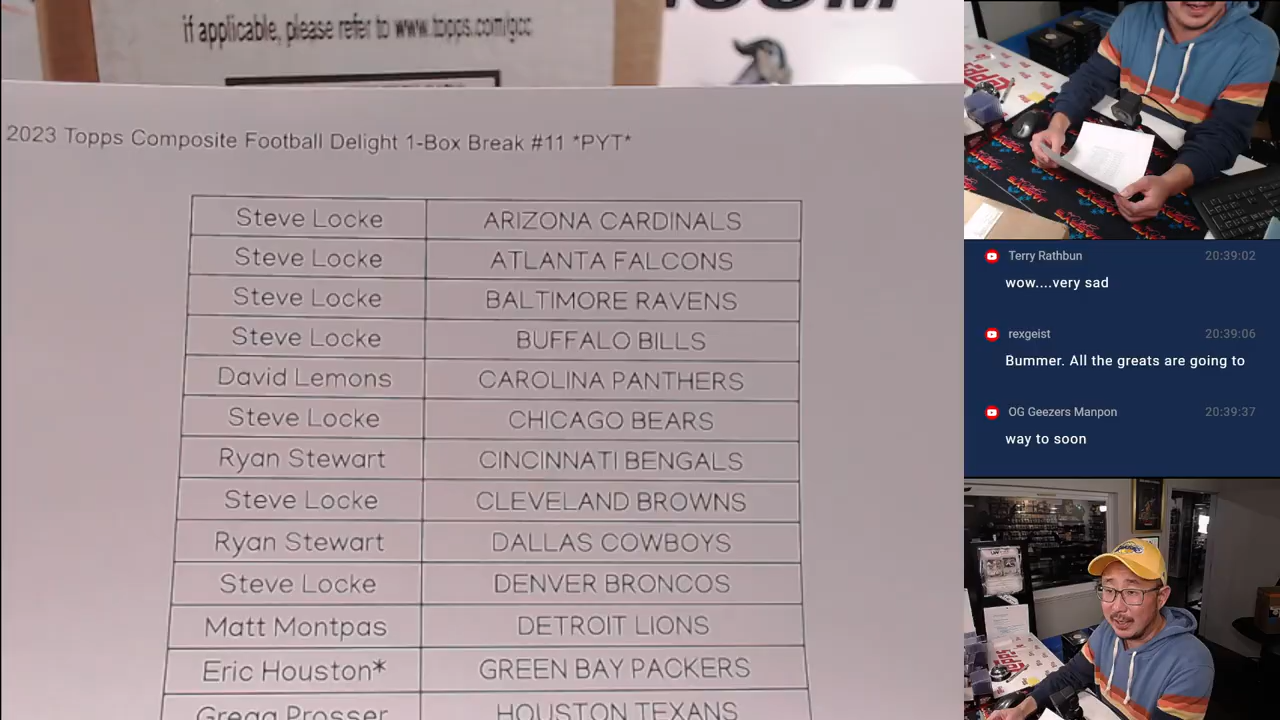 if applicable, please refer to www.topps.com/gcc
2023 Topps Composite Football Delight 1-Box Break #11 *PYT*
Steve Locke ARIZONA CARDINALS
Steve Locke ATLANTA FALCONS
Steve Locke BALTIMORE RAVENS
Steve Locke BUFFALO BILLS
David Lemons CAROLINA PANTHERS
Steve Locke CHICAGO BEARS
Ryan Stewart CINCINNATI BENGALS
Steve Locke CLEVELAND BROWNS
Ryan Stewart DALLAS COWBOYS
Steve Locke DENVER BRONCOS
Matt Montpas DETROIT LIONS
Eric Houston* GREEN BAY PACKERS
Gregg Prosser HOUSTON TEXANS
TOPPS
Terry Rathbun 20:39:02
wow....very sad
rexgeist 20:39:06
Bummer. All the greats are going to
OG Geezers Manpon 20:39:37
way to soon
TOPPS